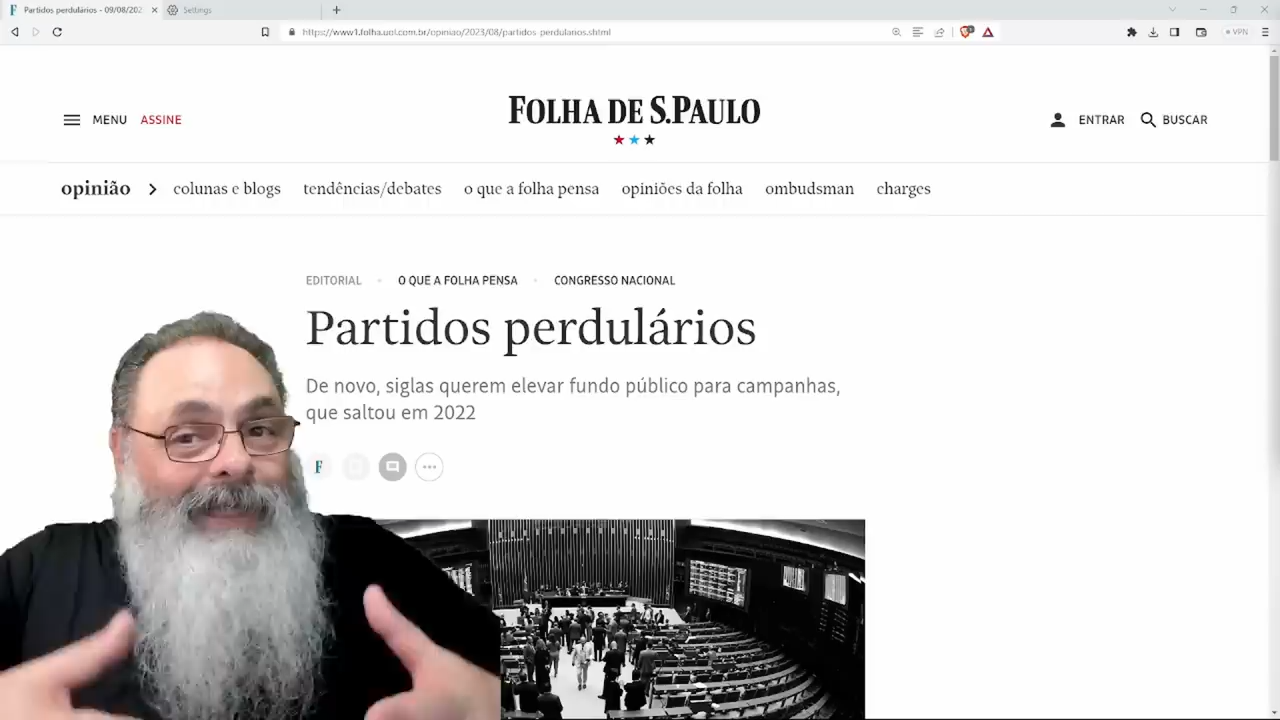 Partidos perdulários - 09/08/202
Settings
https://www1.folha.uol.com.br/opiniao/2023/08/partidos-perdularios.shtml
VPN
MENU ASSINE
FOLHA DE S.PAULO
ENTRAR BUSCAR
opinião colunas e blogs tendências/debates o que a folha pensa opiniões da folha ombudsman charges
EDITORIAL O QUE A FOLHA PENSA CONGRESSO NACIONAL
Partidos perdulários
De novo, siglas querem elevar fundo público para campanhas,
que saltou em 2022
F